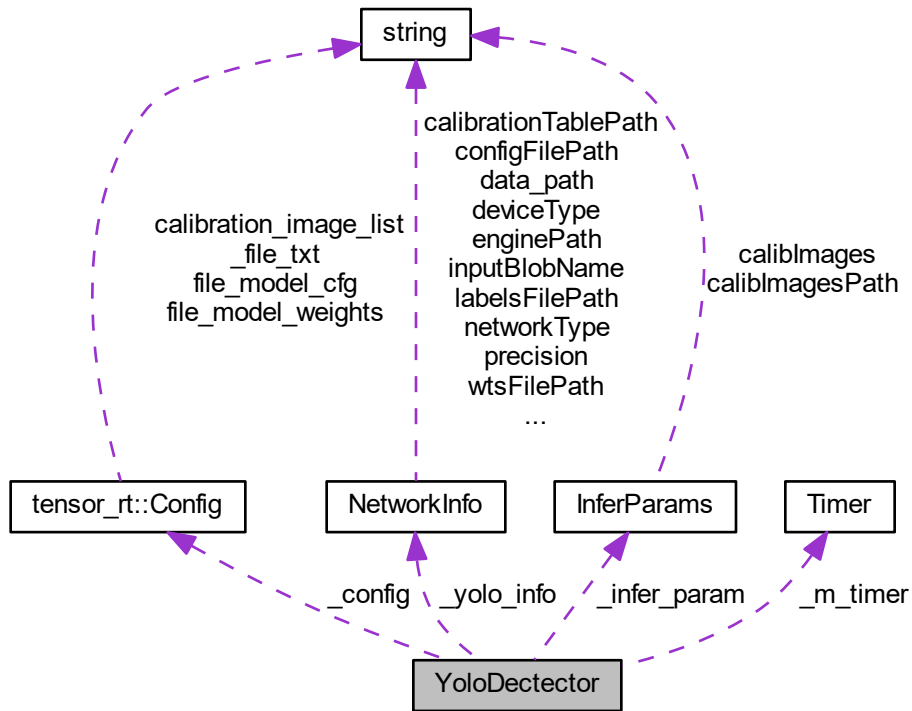 string
calibrationTablePath
configFilePath
data_path
deviceType
enginePath
inputBlobName
labelsFilePath
networkType
precision
wtsFilePath
...
calibration_image_list
_file_txt
file_model_cfg
file_model_weights
calibImages
calibImagesPath
tensor_rt::Config
NetworkInfo
InferParams
Timer
_config
_yolo_info
_infer_param
_m_timer
YoloDectector